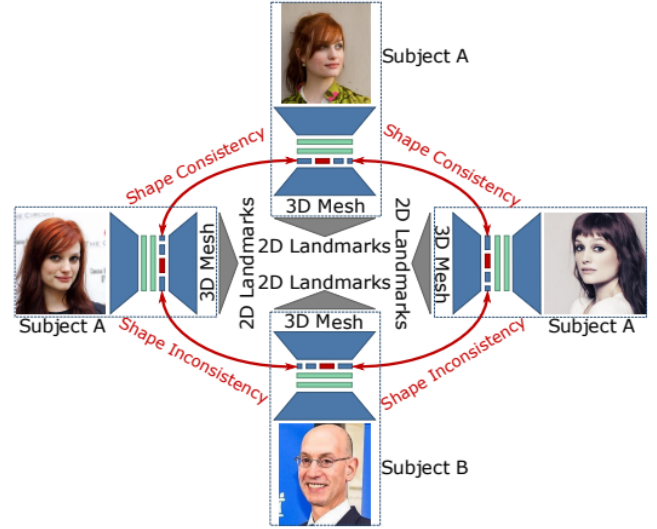 Subject A
Shape Consistency
Shape Consistency
3D Mesh
2D Landmarks
3D Mesh
2D Landmarks
2D Landmarks
3D Mesh
2D Landmarks
Subject A
Subject A
3D Mesh
Shape Inconsistency
Shape Inconsistency
Subject B